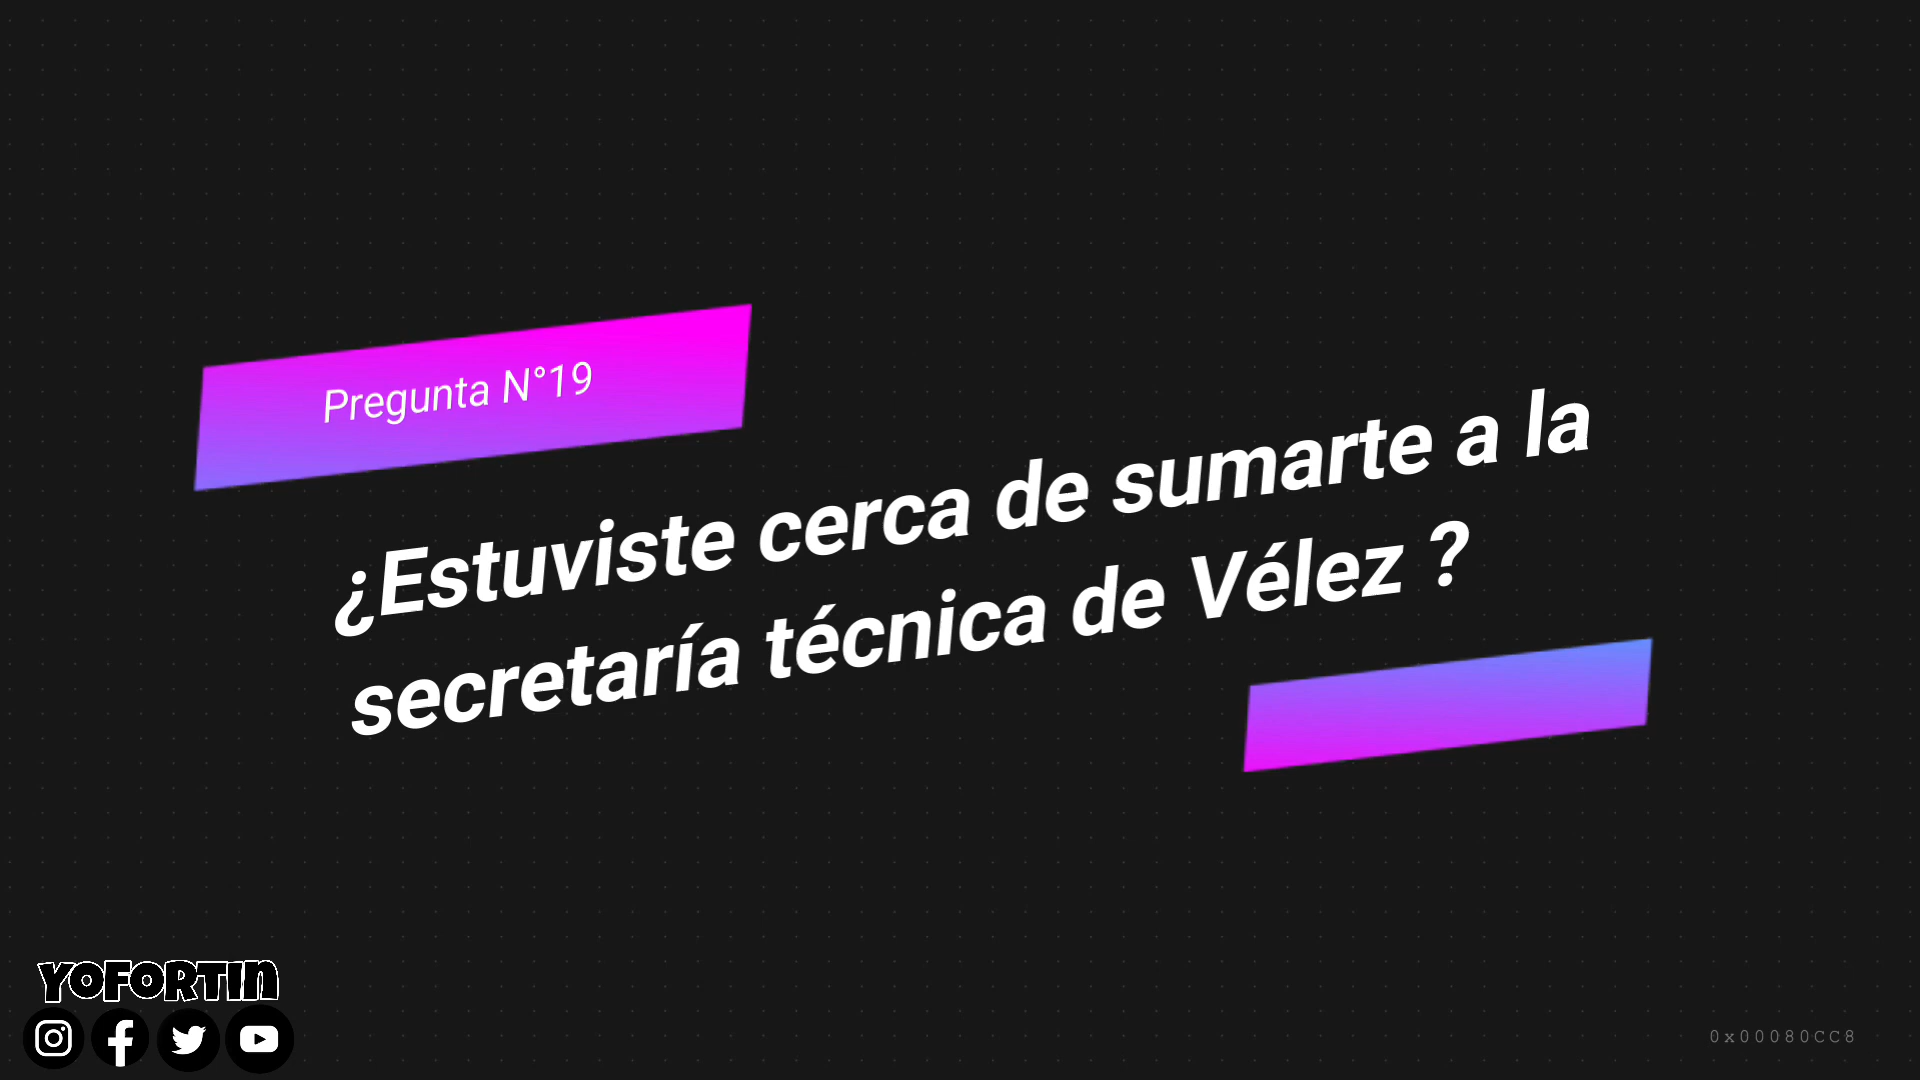 Pregunta N°19
¿Estuviste cerca de sumarte a la
secretaría técnica de Vélez ?
YOFORTIN
0x00080CC8